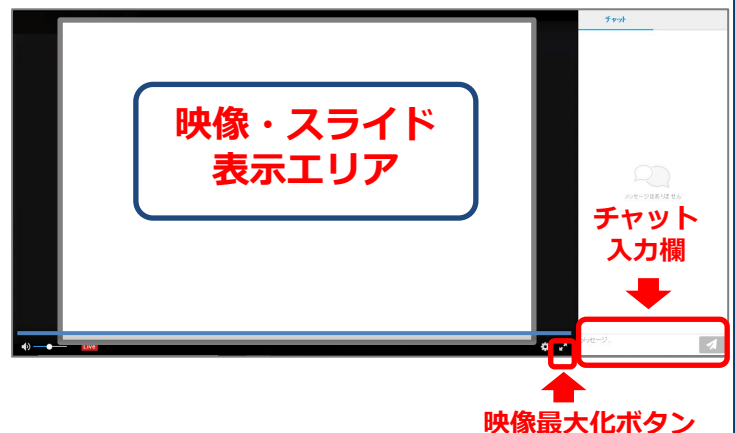 チャット
映像・スライド
表示エリア
メッセージはありません
チャット
入力欄
Live
メッセージ...
映像最大化ボタン